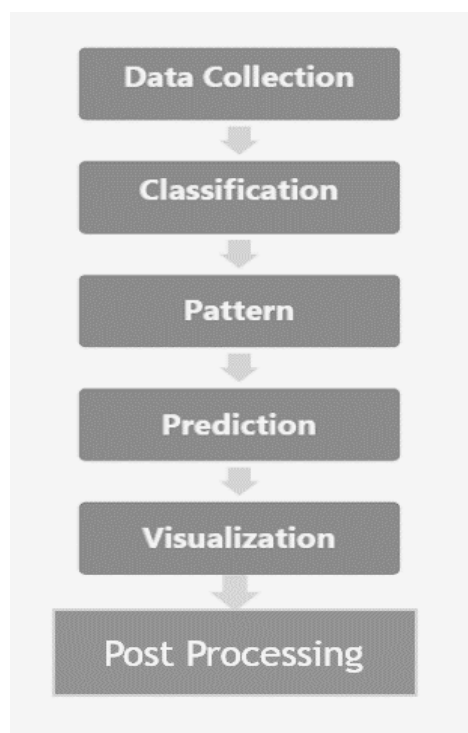 Data Collection
Classification
Pattern
Prediction
Visualization
Post Processing